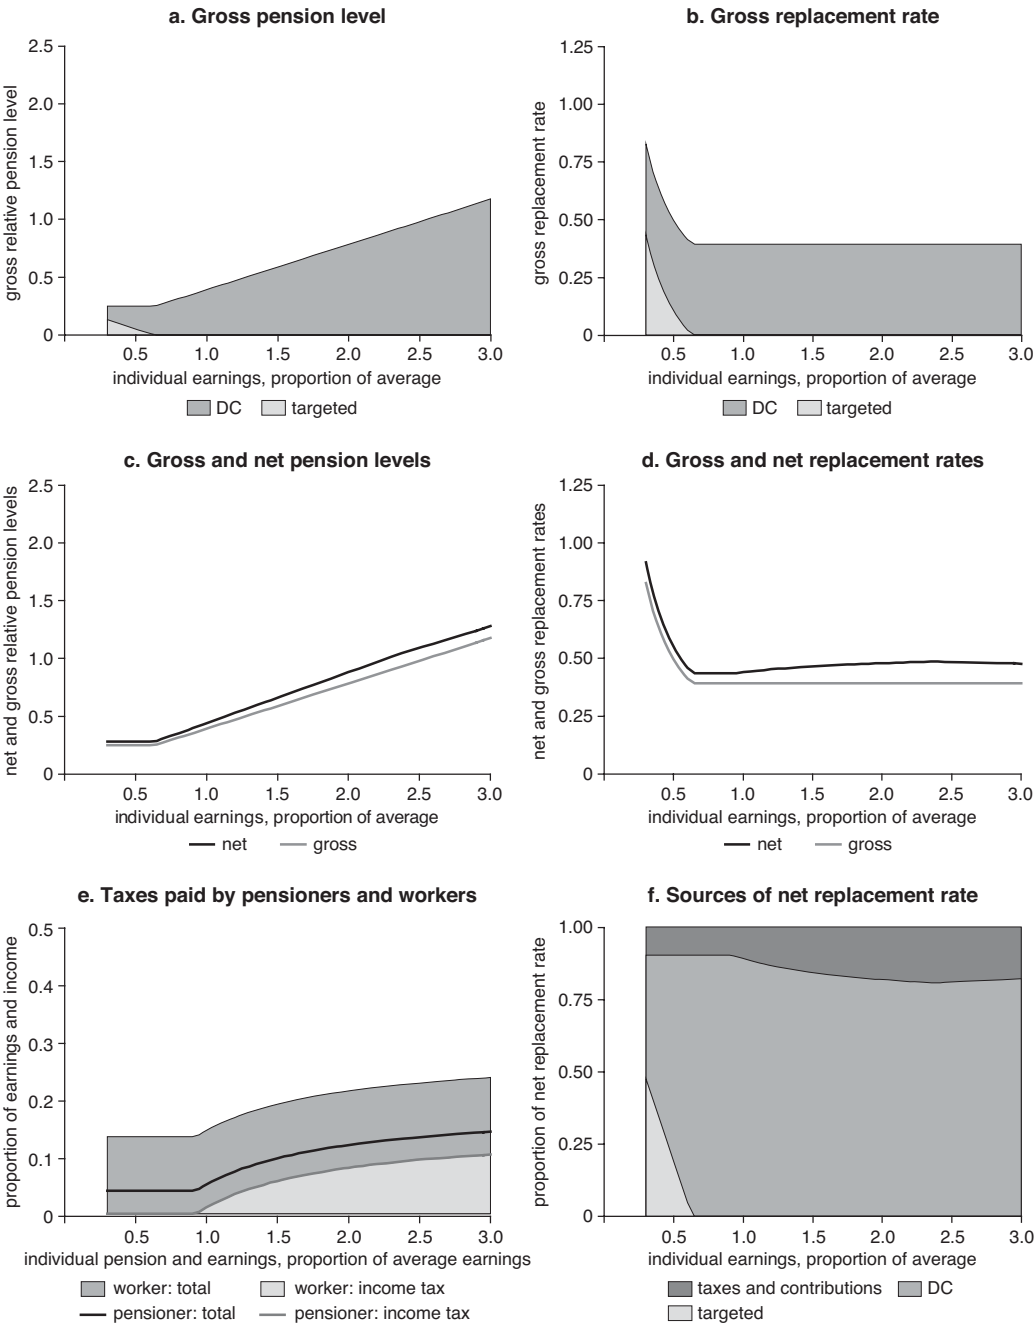 a. Gross pension level
gross relative pension level
2.5
2.0
1.5
1.0
0.5
0
0.5 1.0 1.5 2.0 2.5 3.0
individual earnings, proportion of average
DC targeted
b. Gross replacement rate
gross replacement rate
1.25
1.00
0.75
0.50
0.25
0
0.5 1.0 1.5 2.0 2.5 3.0
individual earnings, proportion of average
DC targeted
c. Gross and net pension levels
net and gross relative pension levels
2.5
2.0
1.5
1.0
0.5
0
0.5 1.0 1.5 2.0 2.5 3.0
individual earnings, proportion of average
net gross
d. Gross and net replacement rates
net and gross replacement rates
1.25
1.00
0.75
0.50
0.25
0
0.5 1.0 1.5 2.0 2.5 3.0
individual earnings, proportion of average
net gross
e. Taxes paid by pensioners and workers
proportion of earnings and income
0.5
0.4
0.3
0.2
0.1
0
0.5 1.0 1.5 2.0 2.5 3.0
individual pension and earnings, proportion of average earnings
worker: total worker: income tax
pensioner: total pensioner: income tax
f. Sources of net replacement rate
proportion of net replacement rate
1.00
0.75
0.50
0.25
0
0.5 1.0 1.5 2.0 2.5 3.0
individual earnings, proportion of average
taxes and contributions DC
targeted